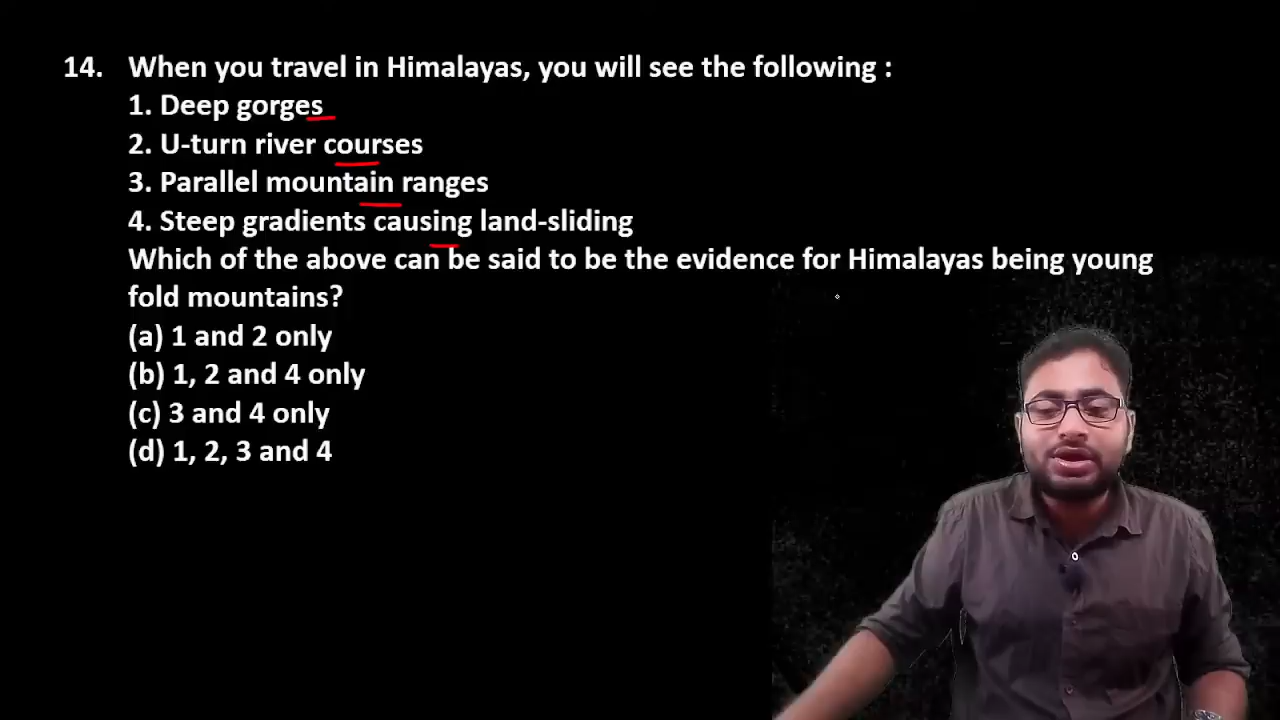 14. When you travel in Himalayas, you will see the following :
1. Deep gorges
2. U-turn river courses
3. Parallel mountain ranges
4. Steep gradients causing land-sliding
Which of the above can be said to be the evidence for Himalayas being young
fold mountains?
(a) 1 and 2 only
(b) 1, 2 and 4 only
(c) 3 and 4 only
(d) 1, 2, 3 and 4